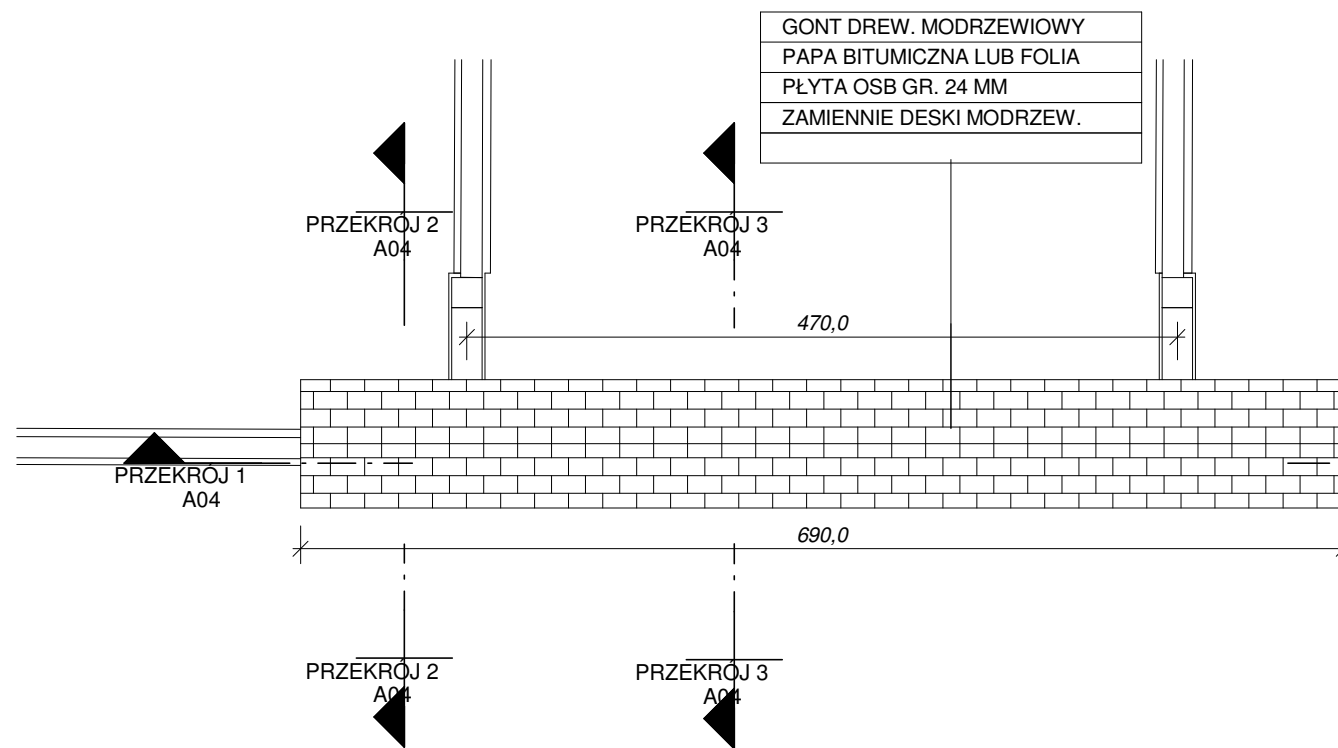 GONT DREW. MODRZEWIOWY
PAPA BITUMICZNA LUB FOLIA
PŁYTA OSB GR. 24 MM
ZAMIENNIE DESKI MODRZEW.
PRZEKRÓJ 2
A04
PRZEKRÓJ 3
A04
470,0
PRZEKRÓJ 1
A04
690,0
PRZEKRÓJ 2
A04
PRZEKRÓJ 3
A04